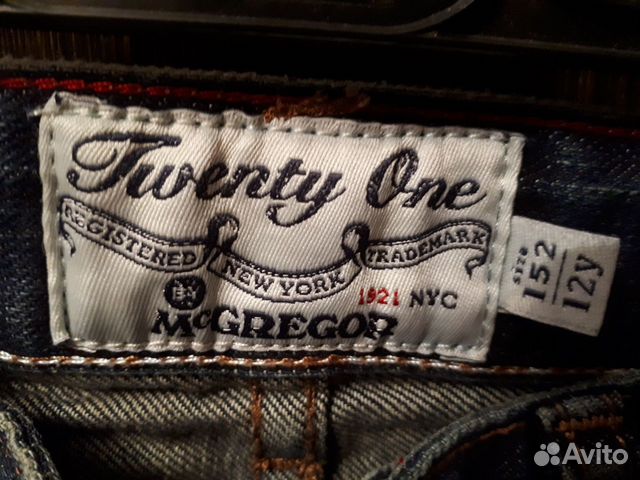 Twenty One
REGISTERED NEW YORK TRADEMARK
BY 1921 NYC
McGREGOR
SIZE 152
12Y
Avito